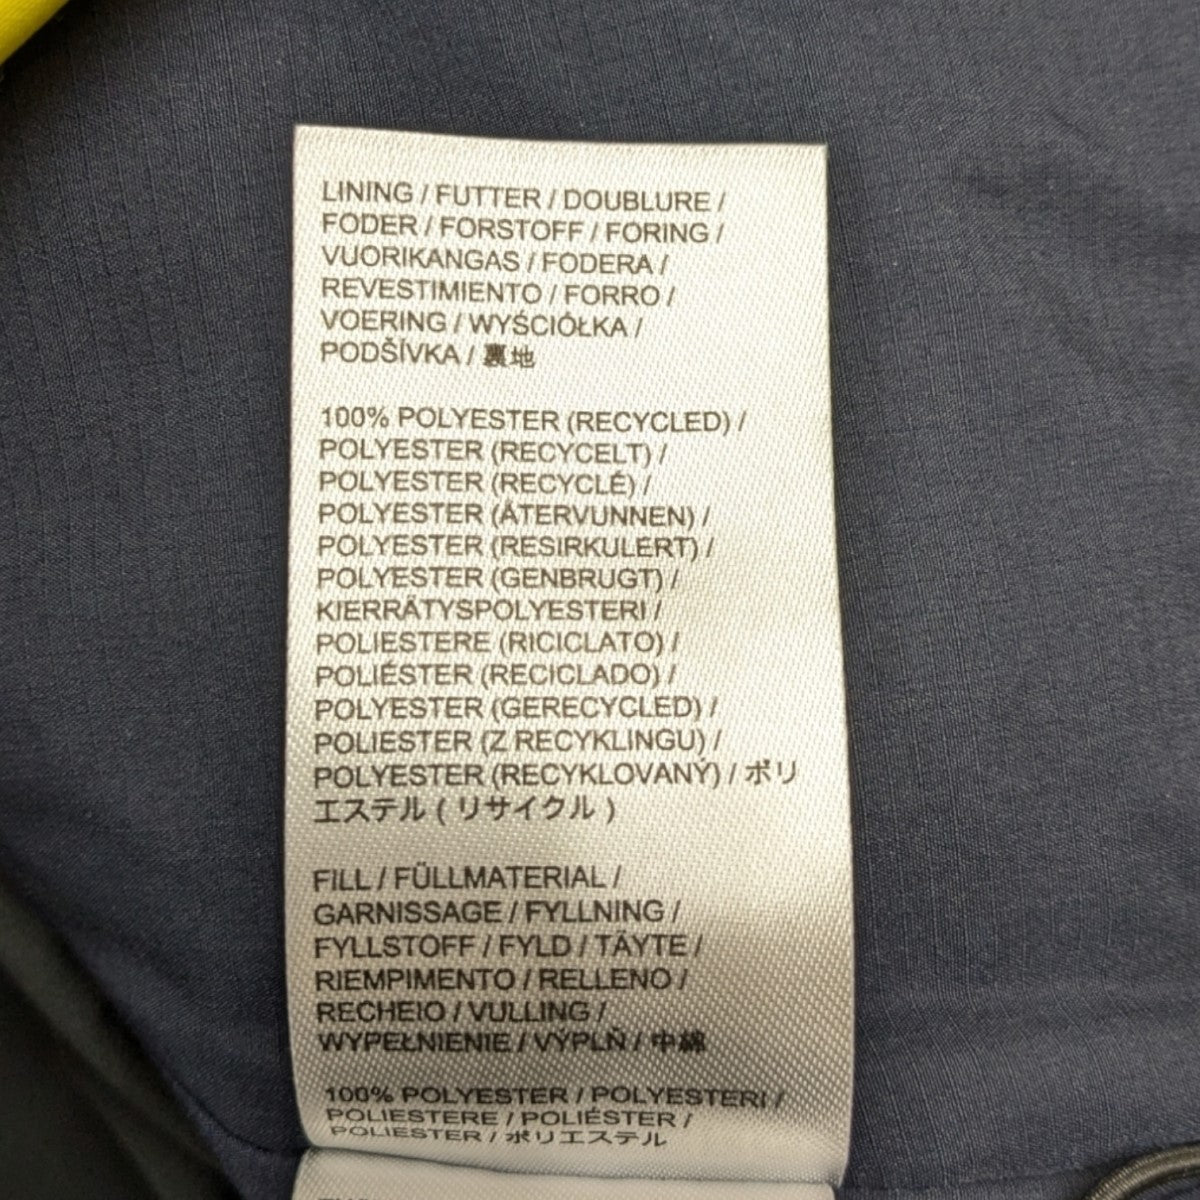 LINING / FUTTER / DOUBLURE /
FODER / FORSTOFF / FORING /
VUORIKANGAS / FODERA /
REVESTIMIENTO / FORRO /
VOERING / WYŚCIÓŁKA /
PODŠÍVKA / 裏地
100% POLYESTER (RECYCLED) /
POLYESTER (RECYCELT) /
POLYESTER (RECYCLÉ) /
POLYESTER (ÅTERVUNNEN) /
POLYESTER (RESIRKULERT) /
POLYESTER (GENBRUGT) /
KIERRÄTYSPOLYESTERI /
POLIESTERE (RICICLATO) /
POLIÉSTER (RECICLADO) /
POLYESTER (GERECYCLED) /
POLIESTER (Z RECYKLINGU) /
POLYESTER (RECYKLOVANÝ) / ポリ
エステル ( リサイクル )
FILL / FÜLLMATERIAL /
GARNISSAGE / FYLLNING /
FYLLSTOFF / FYLD / TÄYTE /
RIEMPIMENTO / RELLENO /
RECHEIO / VULLING /
WYPEŁNIENIE / VÝPLŇ / 中綿
100% POLYESTER / POLYESTERI /
POLIESTERE / POLIÉSTER /
POLIESTER / ポリエステル